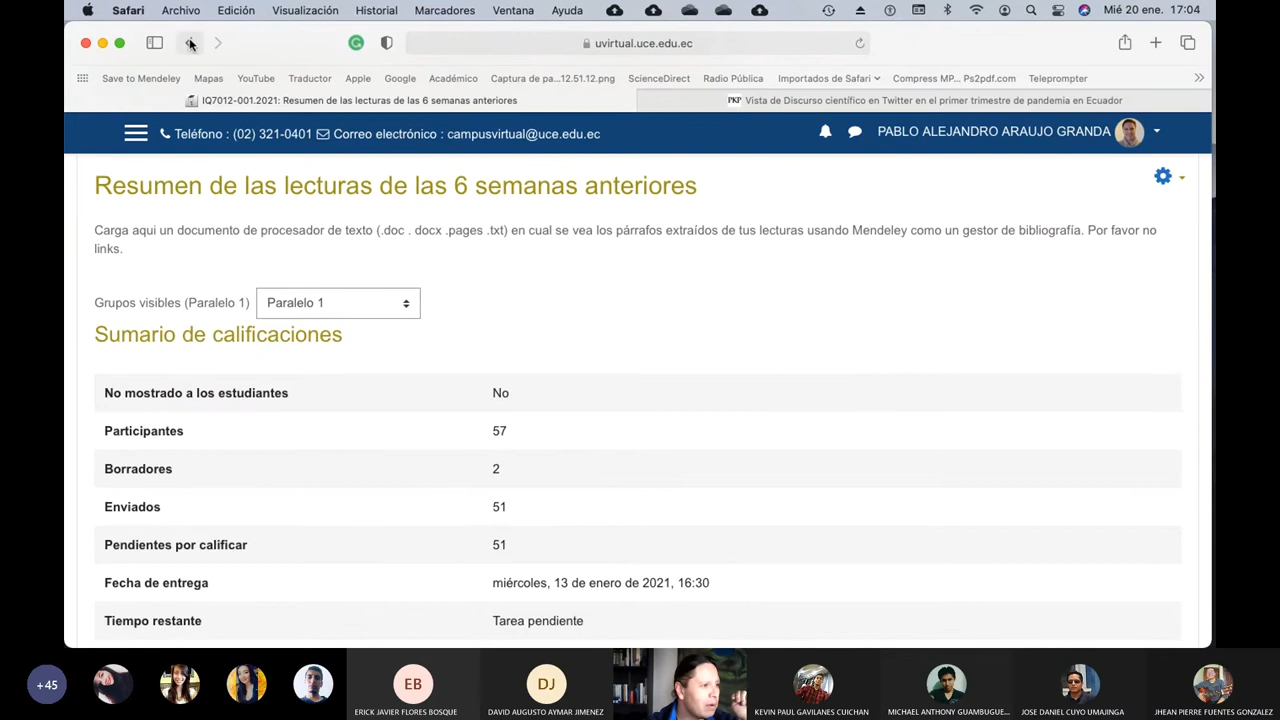 Safari Archivo Edición Visualización Historial Marcadores Ventana Ayuda Mié 20 ene. 17:04
uvirtual.uce.edu.ec
Save to Mendeley Mapas YouTube Traductor Apple Google Académico Captura de pa...12.51.12.png ScienceDirect Radio Pública Importados de Safari Compress MP... Ps2pdf.com Teleprompter
IQ7012-001.2021: Resumen de las lecturas de las 6 semanas anteriores
PKP Vista de Discurso científico en Twitter en el primer trimestre de pandemia en Ecuador
Teléfono : (02) 321-0401 Correo electrónico : campusvirtual@uce.edu.ec PABLO ALEJANDRO ARAUJO GRANDA
Resumen de las lecturas de las 6 semanas anteriores
Carga aqui un documento de procesador de texto (.doc . docx .pages .txt) en cual se vea los párrafos extraídos de tus lecturas usando Mendeley como un gestor de bibliografía. Por favor no
links.
Grupos visibles (Paralelo 1) Paralelo 1
Sumario de calificaciones
No mostrado a los estudiantes No
Participantes 57
Borradores 2
Enviados 51
Pendientes por calificar 51
Fecha de entrega miércoles, 13 de enero de 2021, 16:30
Tiempo restante Tarea pendiente
+45
EB
DJ
ERICK JAVIER FLORES BOSQUE
DAVID AUGUSTO AYMAR JIMENEZ
KEVIN PAUL GAVILANES CUICHAN
MICHAEL ANTHONY GUAMBUGUE...
JOSE DANIEL CUYO UMAJINGA
JHEAN PIERRE FUENTES GONZALEZ